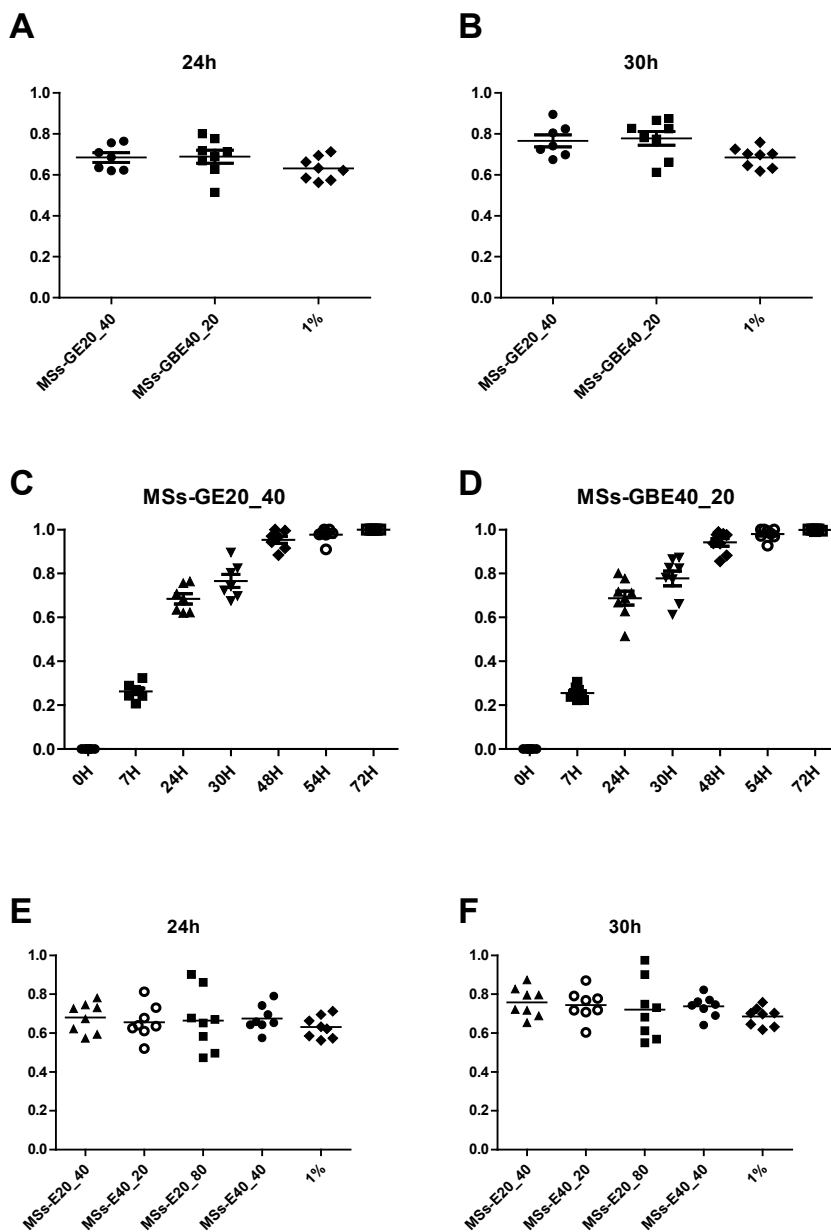 A
B
24h
30h
1.0
0.8
0.6
0.4
0.2
0.0
MSs-GE20_40
MSs-GBE40_20
1%
1.0
0.8
0.6
0.4
0.2
0.0
MSs-GE20_40
MSs-GBE40_20
1%
C
D
MSs-GE20_40
MSs-GBE40_20
1.0
0.8
0.6
0.4
0.2
0.0
0H
7H
24H
30H
48H
54H
72H
1.0
0.8
0.6
0.4
0.2
0.0
0H
7H
24H
30H
48H
54H
72H
E
F
24h
30h
1.0
0.8
0.6
0.4
0.2
0.0
MSs-E20_40
MSs-E40_20
MSs-E20_80
MSs-E40_40
1%
1.0
0.8
0.6
0.4
0.2
0.0
MSs-E20_40
MSs-E40_20
MSs-E20_80
MSs-E40_40
1%